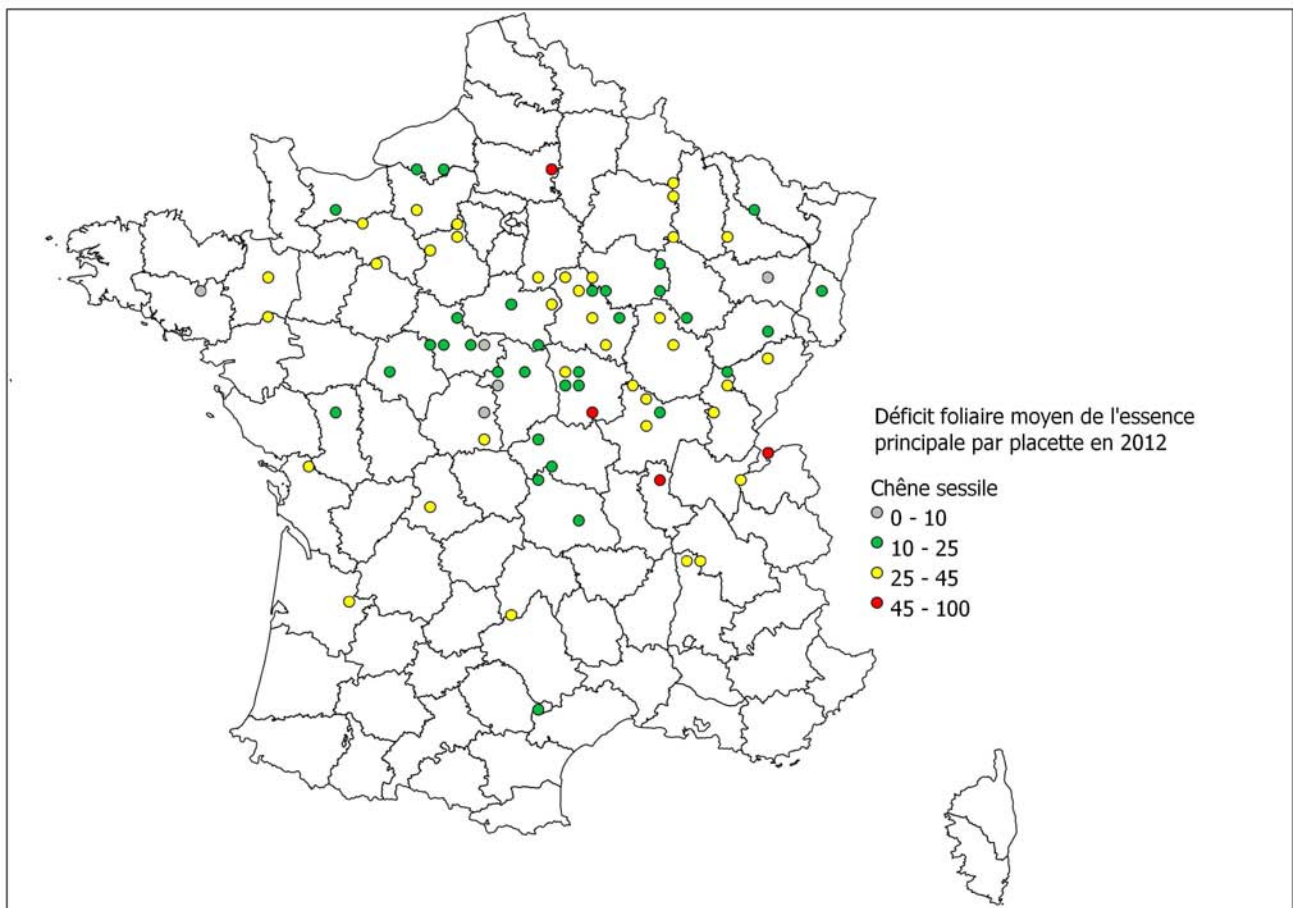 Déficit foliaire moyen de l'essence
principale par placette en 2012
Chêne sessile
0 - 10
10 - 25
25 - 45
45 - 100